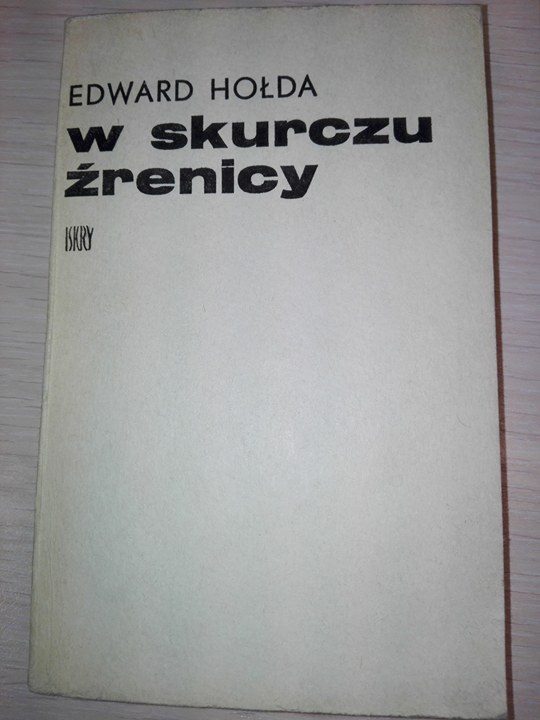 EDWARD HOŁDA
w skurczu
źrenicy
ISKRY